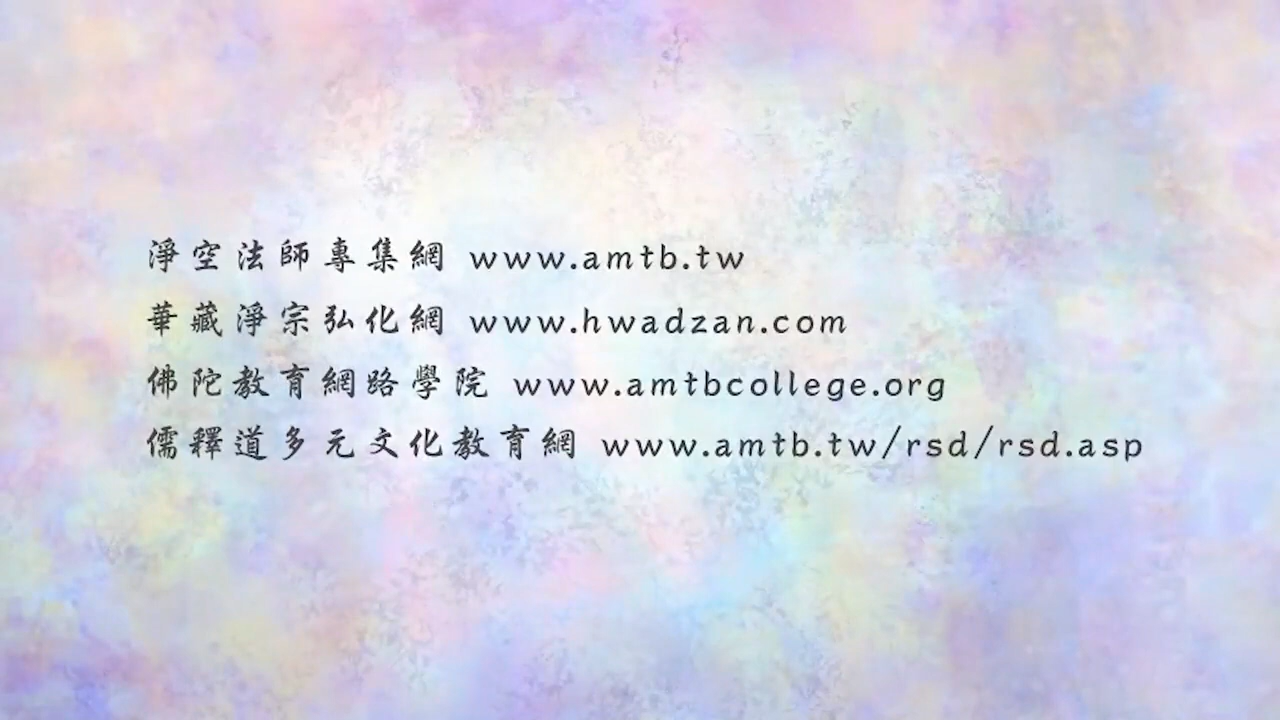 淨空法師專集網 www.amtb.tw
華藏淨宗弘化網 www.hwadzan.com
佛陀教育網路學院 www.amtbcollege.org
儒釋道多元文化教育網 www.amtb.tw/rsd/rsd.asp